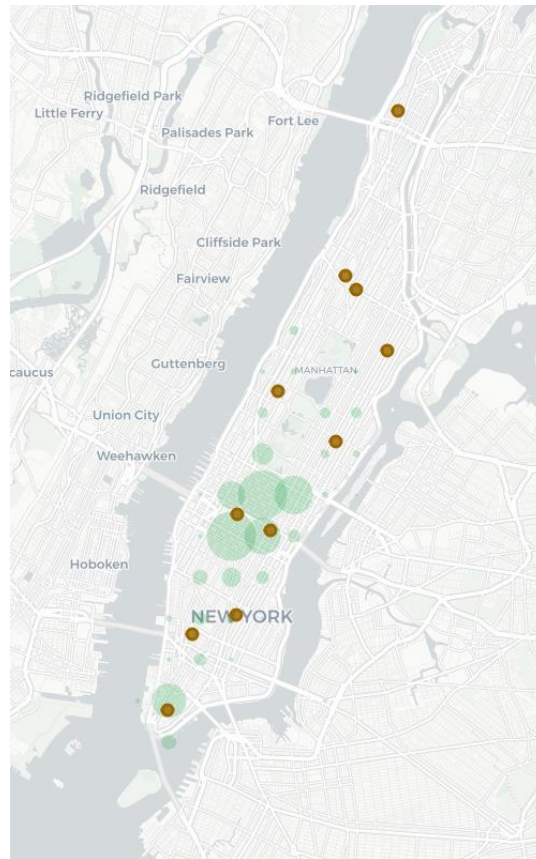 Ridgefield Park
Little Ferry
Fort Lee
Palisades Park
Ridgefield
Cliffside Park
Fairview
Guttenberg
MANHATTAN
caucus
Union City
Weehawken
Hoboken
NEW YORK